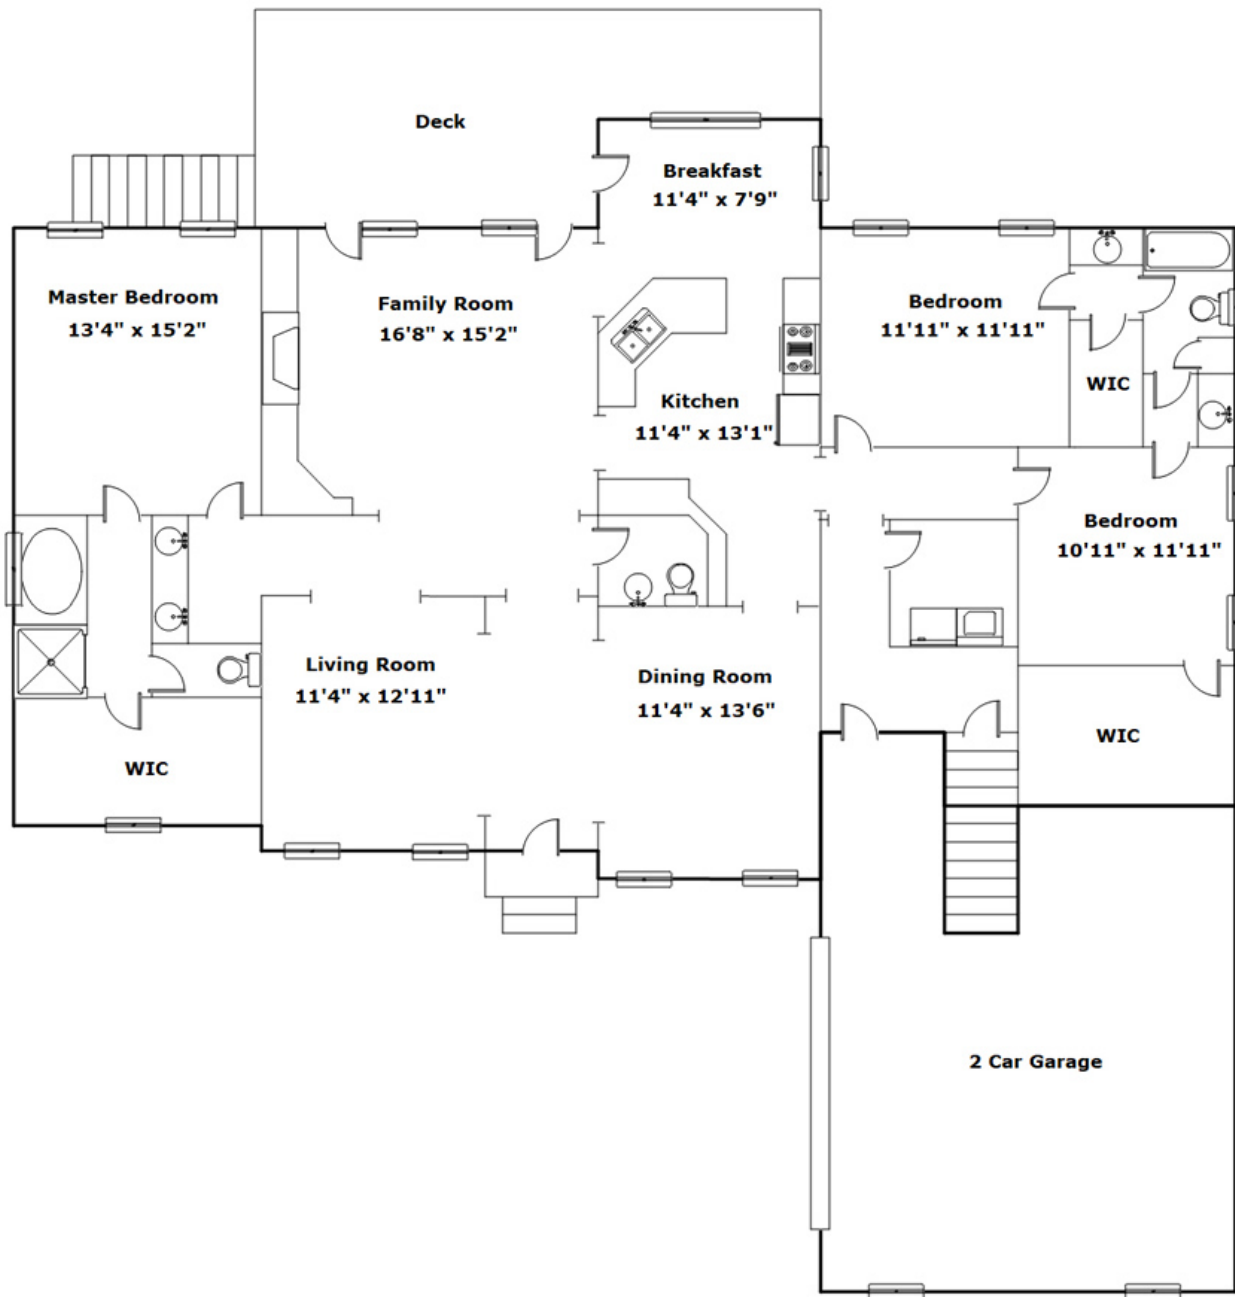 Deck
Breakfast
11'4" x 7'9"
Master Bedroom
13'4" x 15'2"
Family Room
16'8" x 15'2"
Bedroom
11'11" x 11'11"
WIC
Kitchen
11'4" x 13'1"
Bedroom
10'11" x 11'11"
Living Room
11'4" x 12'11"
Dining Room
11'4" x 13'6"
WIC
WIC
2 Car Garage